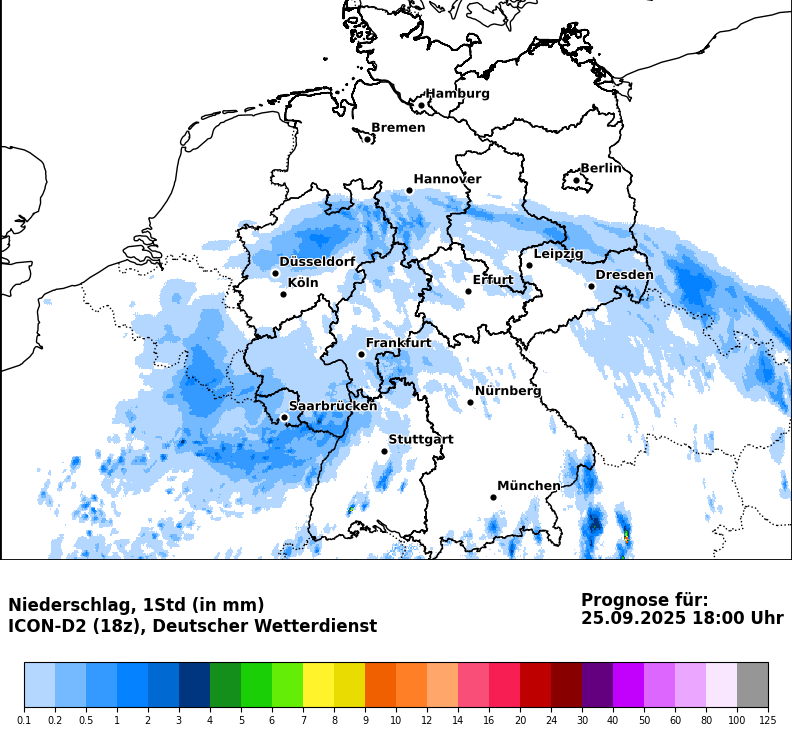 Hamburg
Bremen
Berlin
Hannover
Leipzig
Düsseldorf
Dresden
Köln
Erfurt
Frankfurt
Nürnberg
Saarbrücken
Stuttgart
München
Niederschlag, 1Std (in mm)
ICON-D2 (18z), Deutscher Wetterdienst
Prognose für:
25.09.2025 18:00 Uhr
0.1 0.2 0.5 1 2 3 4 5 6 7 8 9 10 12 14 16 20 24 30 40 50 60 80 100 125